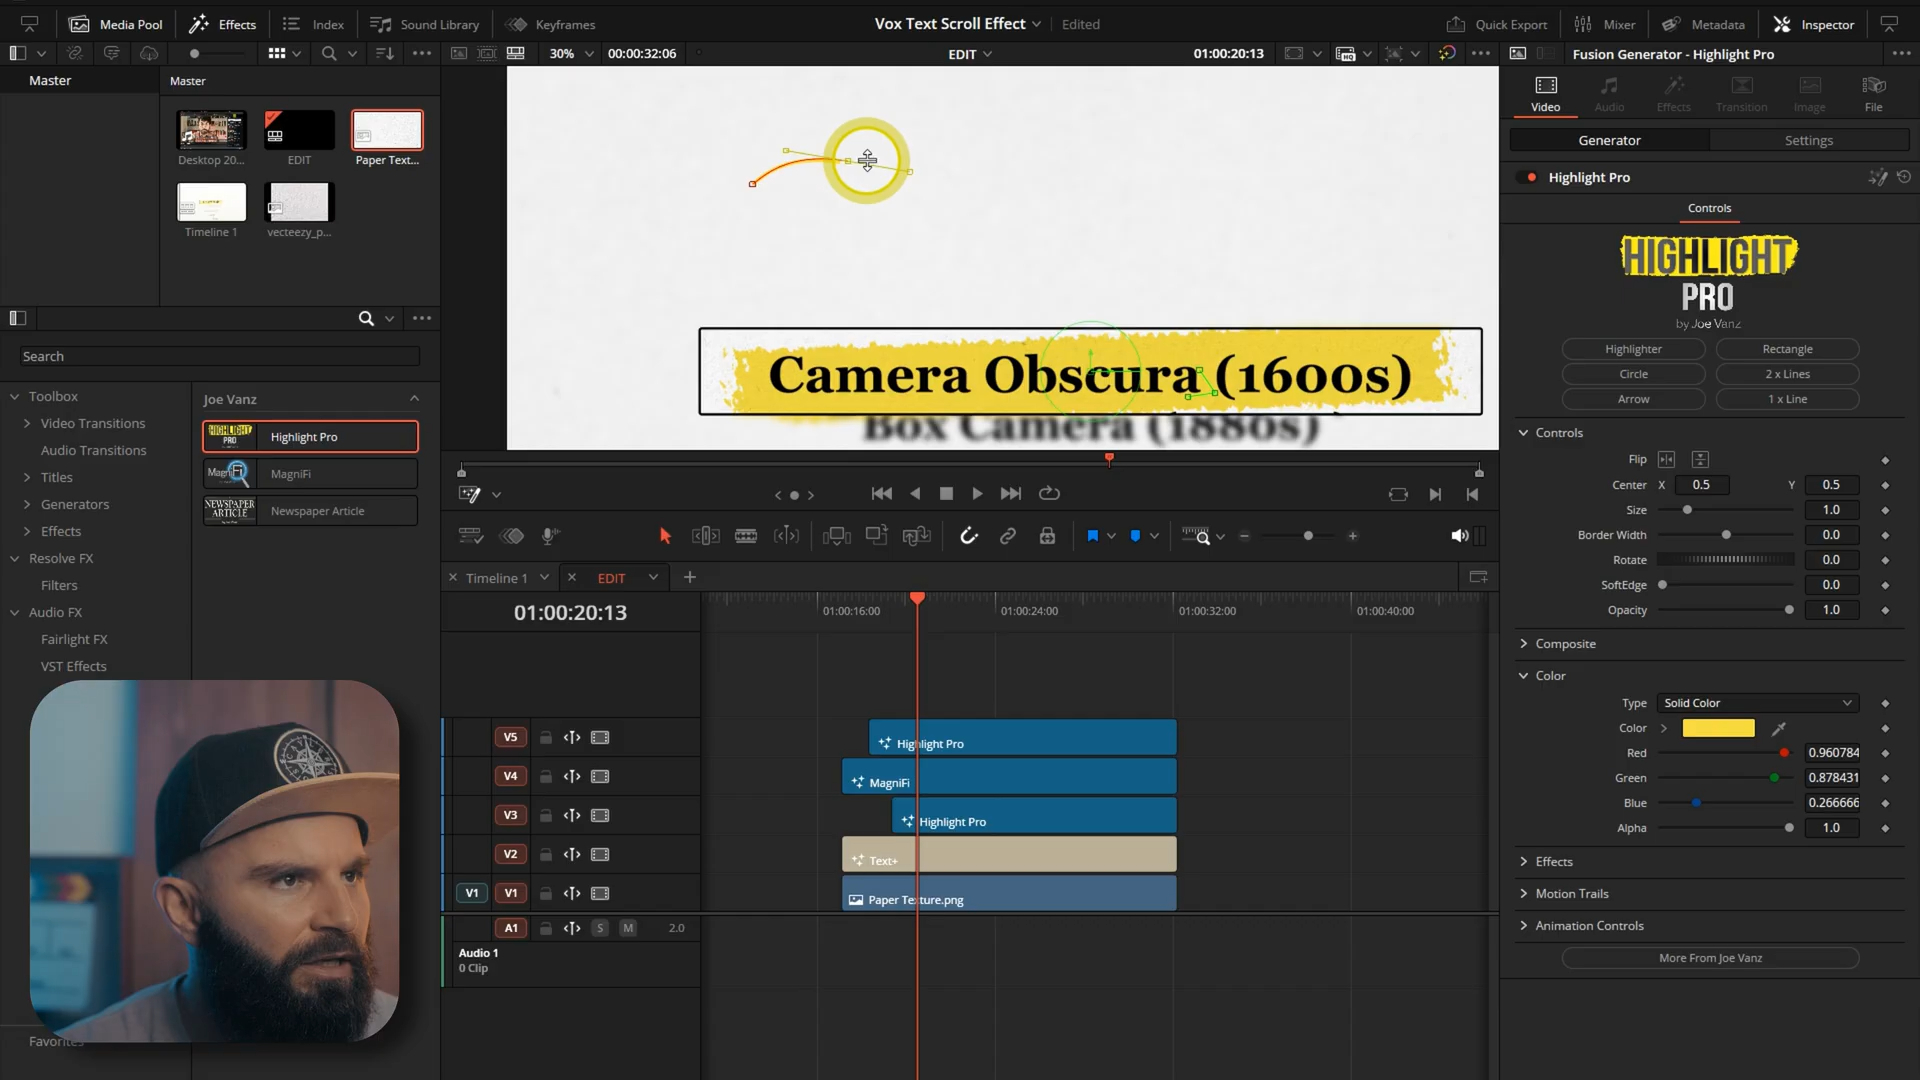 Media Pool
Effects
Index
Sound Library
Keyframes
Vox Text Scroll Effect
Edited
Quick Export
Mixer
Metadata
Inspector
30%
00:00:32:06
EDIT
01:00:20:13
Fusion Generator - Highlight Pro
Master
Master
Desktop 20...
EDIT
Paper Text...
Timeline 1
vecteezy_p...
Video
Audio
Effects
Transition
Image
File
Generator
Settings
Highlight Pro
Controls
HIGHLIGHT
PRO
by Joe Vanz
Highlighter
Rectangle
Circle
2 x Lines
Arrow
1 x Line
Camera Obscura (1600s)
Box Camera (1880s)
Search
Toolbox
Video Transitions
Audio Transitions
Titles
Generators
Effects
Resolve FX
Filters
Audio FX
Fairlight FX
VST Effects
Joe Vanz
HIGHLIGHT
PRO
Highlight Pro
MagniFi
MagniFi
NEWSPAPER
ARTICLE
Newspaper Article
Controls
Flip
Center X 0.5 Y 0.5
Size 1.0
Border Width 0.0
Rotate 0.0
SoftEdge 0.0
Opacity 1.0
Composite
Color
Type Solid Color
Color
Red 0.960784
Green 0.878431
Blue 0.266666
Alpha 1.0
Effects
Motion Trails
Animation Controls
More From Joe Vanz
Timeline 1
EDIT
01:00:20:13
01:00:16:00
01:00:24:00
01:00:32:00
01:00:40:00
V5
Highlight Pro
V4
MagniFi
V3
Highlight Pro
V2
Text+
V1
V1
Paper Texture.png
A1
S
M
2.0
Audio 1
0 Clip